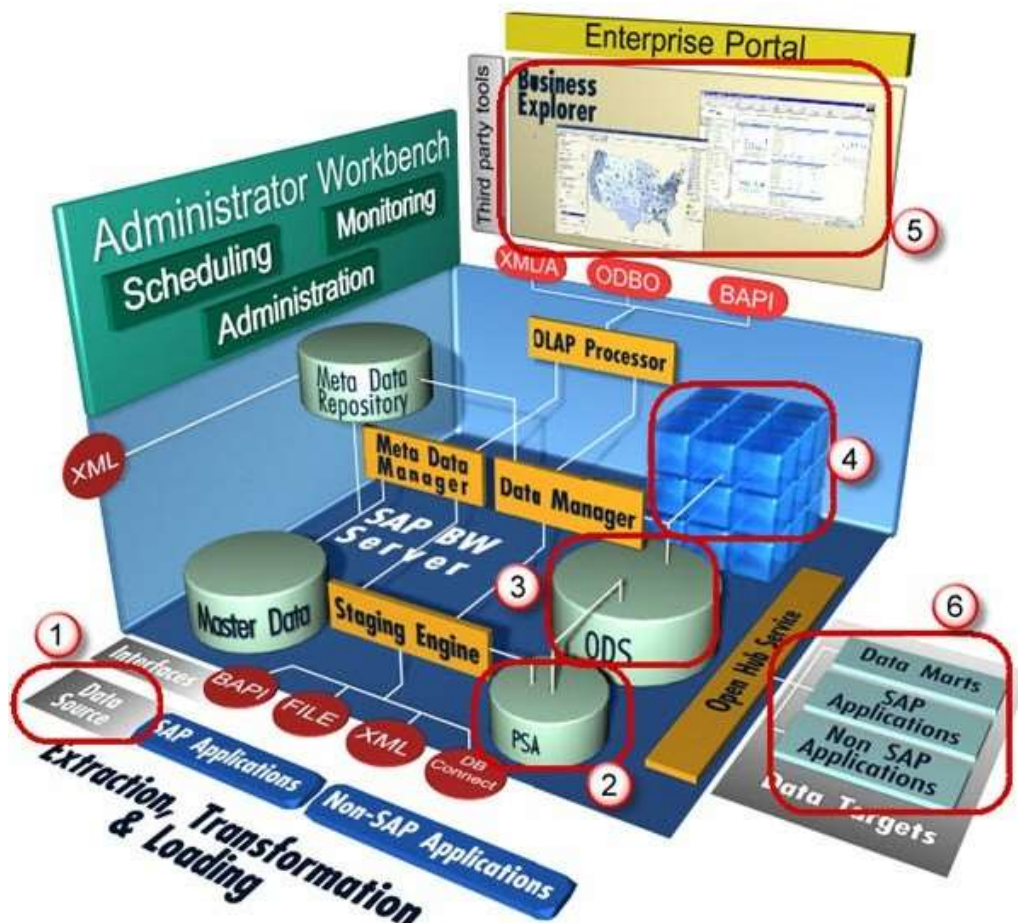 Enterprise Portal
Third party tools
Business
Explorer
5
Administrator Workbench
Scheduling
Monitoring
Administration
XML/A
ODBO
BAPI
OLAP Processor
Meta Data
Repository
XML
Meta Data
Manager
Data Manager
4
SAP BW
Server
3
Master Data
Staging Engine
ODS
Open Hub Service
6
Data Marts
SAP
Applications
Non SAP
Applications
Data Targets
1
Interfaces
Data
Source
BAPI
FILE
XML
DB
Connect
PSA
2
SAP Applications
Non-SAP Applications
Extraction, Transformation
& Loading